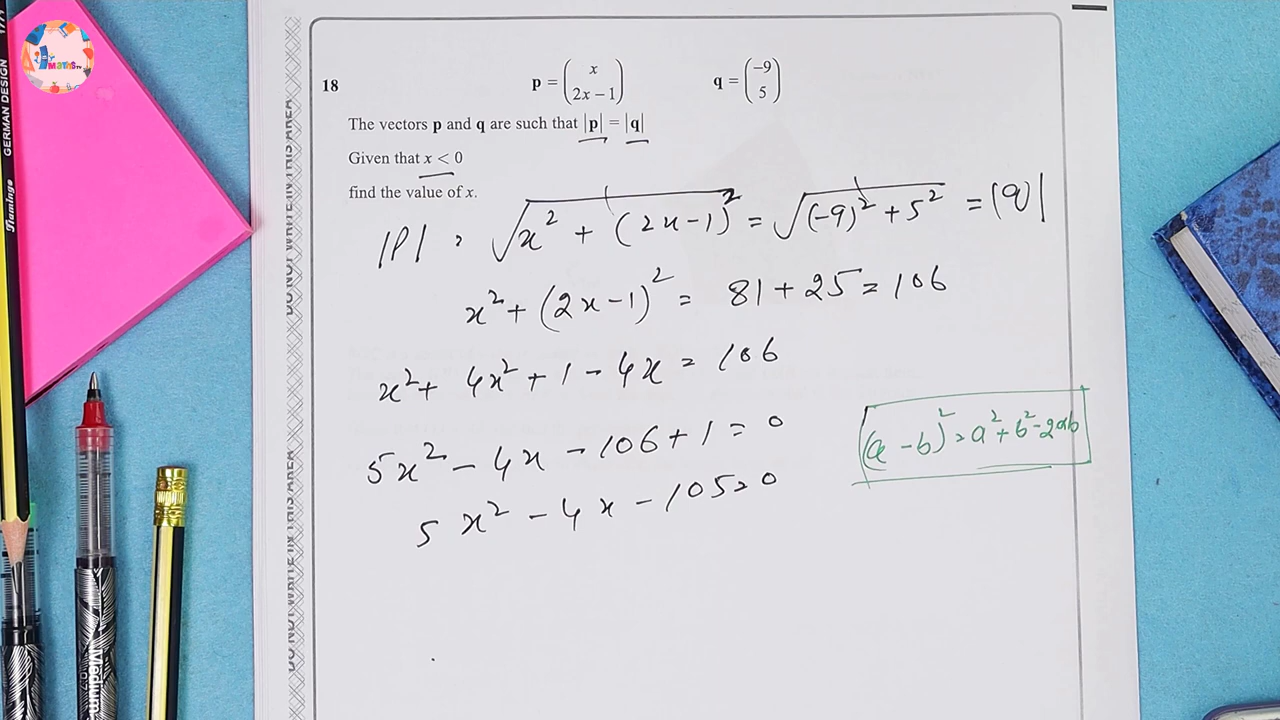 18
p = (x
2x − 1)
q = (−9
5)
The vectors p and q are such that |p| = |q|
Given that x < 0
find the value of x.
|P| = √x² + (2x−1)² = √(−9)² + 5² = |q|
x² + (2x−1)² = 81 + 25 = 106
x² + 4x² + 1 − 4x = 106
5x² − 4x − 106 + 1 = 0
(a − b)² = a² + b² − 2ab
5x² − 4x − 105 = 0
GERMAN DESIGN
Flamingo
Medium
MATHS
DO NOT WRITE IN THIS AREA
DO NOT WRITE IN THIS AREA